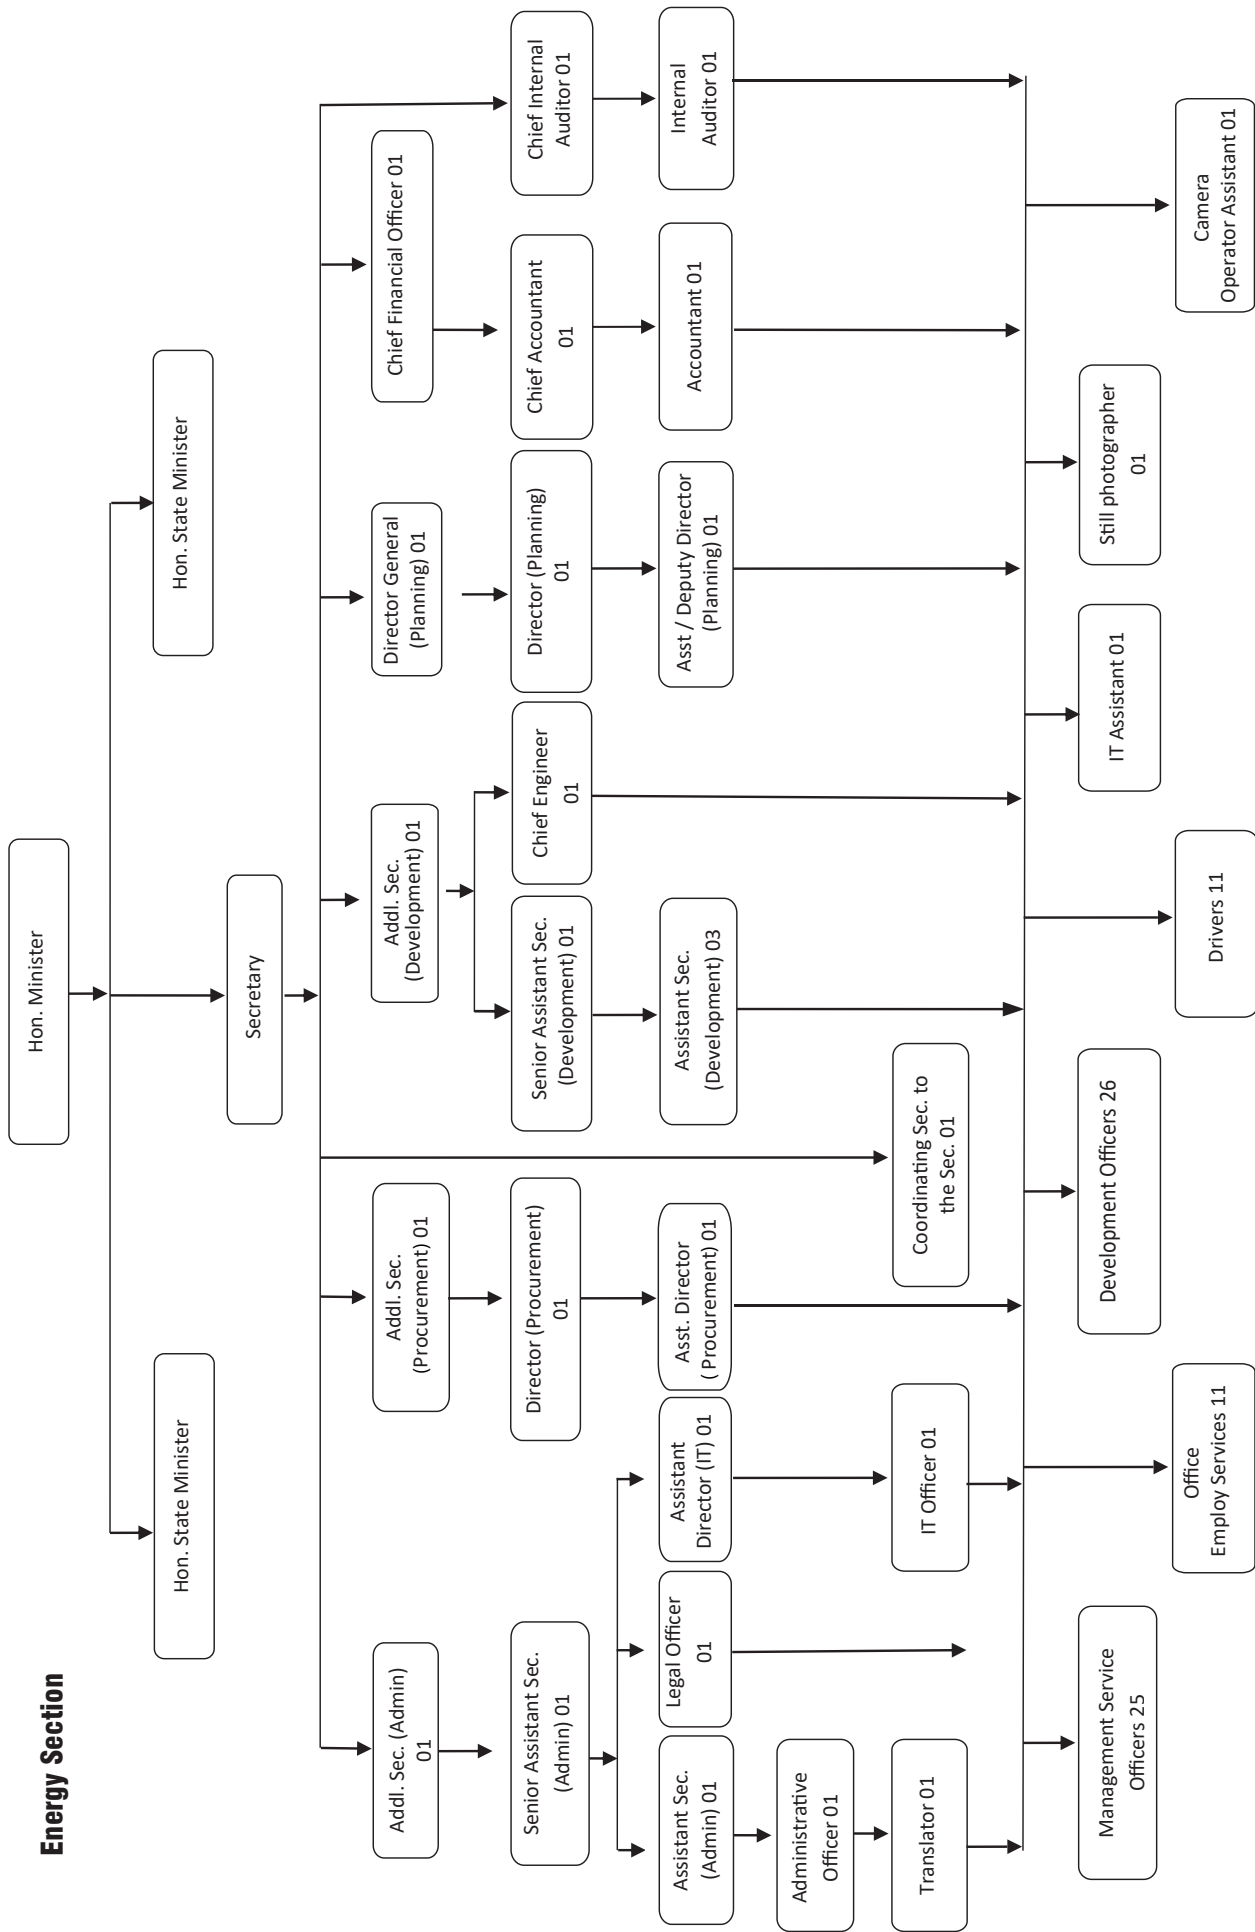 Energy Section
Hon. Minister
Hon. State Minister
Hon. State Minister
Secretary
Addl. Sec. (Admin)
01
Addl. Sec.
(Procurement) 01
Addl. Sec.
(Development) 01
Director General
(Planning) 01
Chief Financial Officer 01
Senior Assistant Sec.
(Admin) 01
Director (Procurement)
01
Senior Assistant Sec.
(Development) 01
Chief Engineer
01
Director (Planning)
01
Chief Accountant
01
Chief Internal
Auditor 01
Assistant Sec.
(Admin) 01
Legal Officer
01
Assistant
Director (IT) 01
Asst. Director
( Procurement) 01
Assistant Sec.
(Development) 03
Asst / Deputy Director
(Planning) 01
Accountant 01
Internal
Auditor 01
Administrative
Officer 01
Translator 01
IT Officer 01
Coordinating Sec. to
the Sec. 01
Management Service
Officers 25
Development Officers 26
IT Assistant 01
Still photographer
01
Office
Employ Services 11
Drivers 11
Camera
Operator Assistant 01